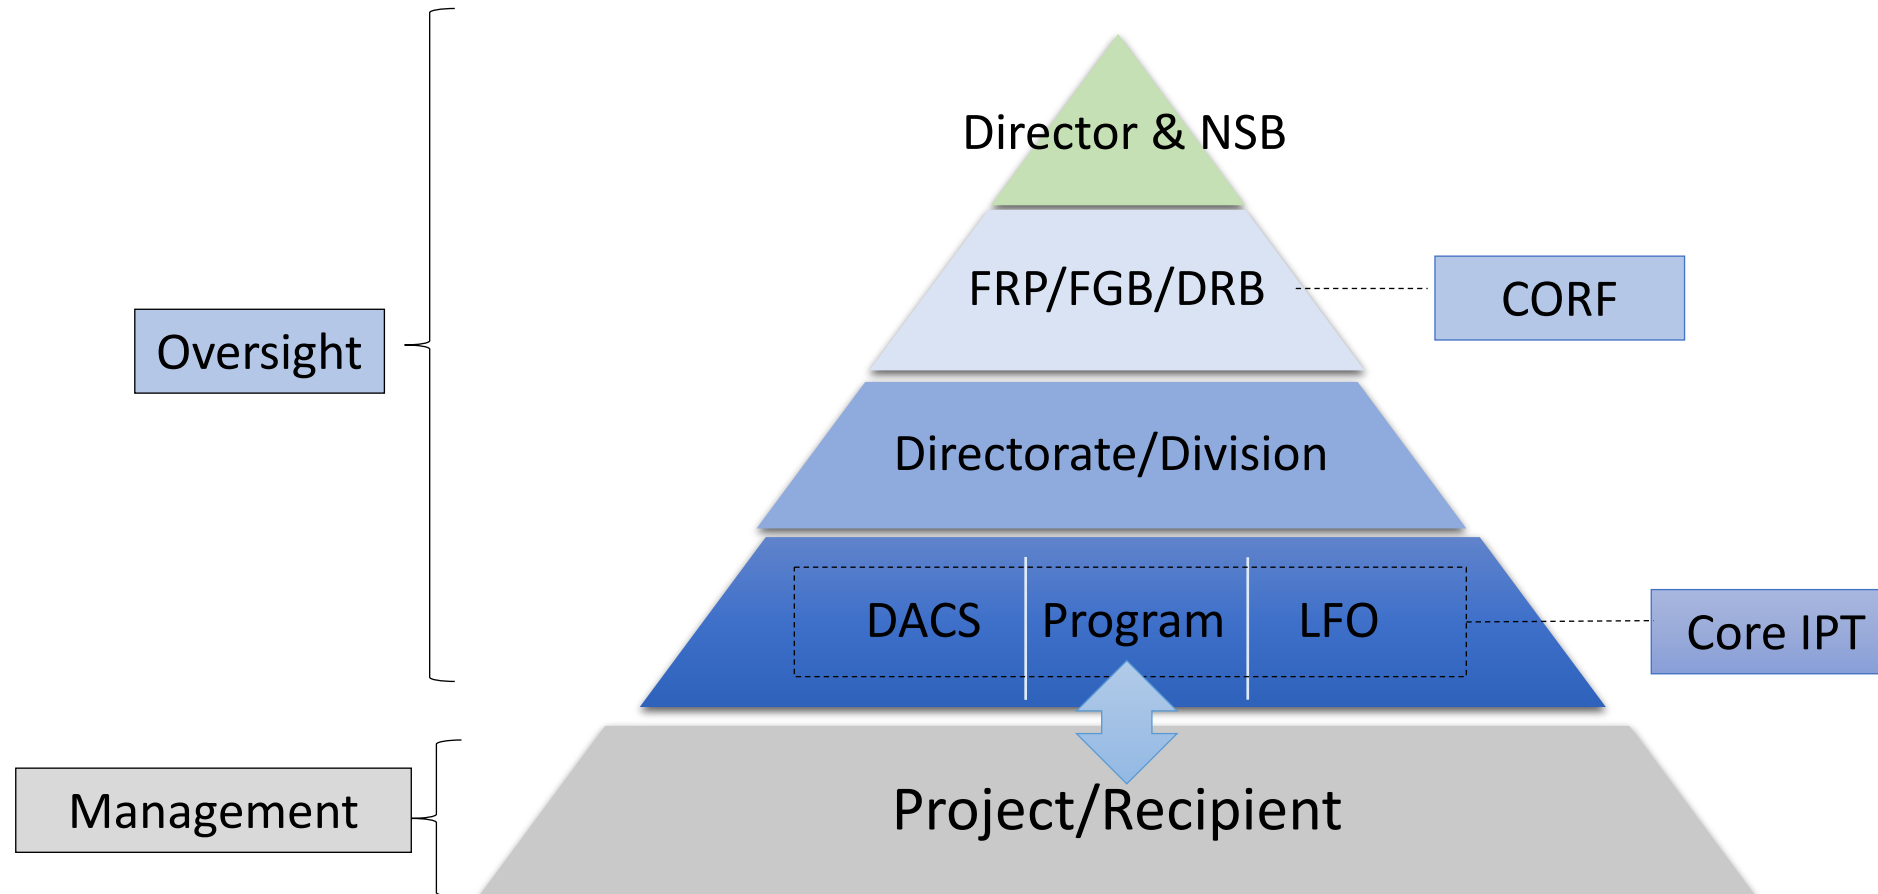 Director & NSB
FRP/FGB/DRB
CORF
Oversight
Directorate/Division
DACS
Program
LFO
Core IPT
Management
Project/Recipient